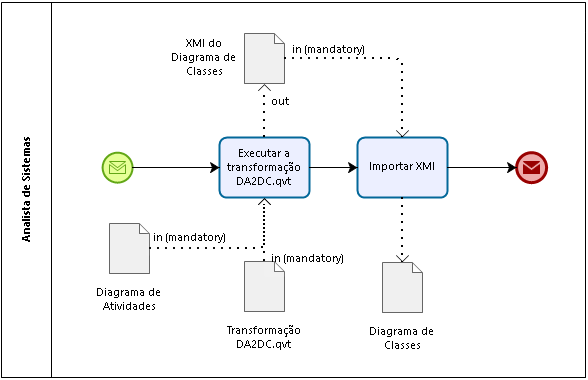 Analista de Sistemas
XMI do
Diagrama de
Classes
in (mandatory)
out
Executar a
transformação
DA2DC.qvt
Importar XMI
in (mandatory)
Diagrama de
Atividades
in (mandatory)
Transformação
DA2DC.qvt
Diagrama de
Classes